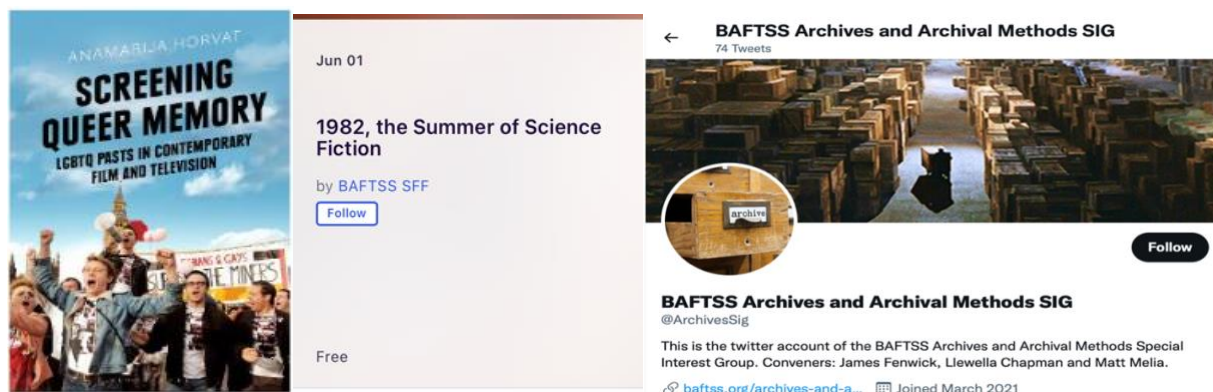 ANAMARIJA HORVAT
SCREENING
QUEER MEMORY
LGBTQ PASTS IN CONTEMPORARY
FILM AND TELEVISION
GAYS
THE MINERS
Jun 01
1982, the Summer of Science
Fiction
by BAFTSS SFF
Follow
Free
BAFTSS Archives and Archival Methods SIG
74 Tweets
archive
Follow
BAFTSS Archives and Archival Methods SIG
@ArchivesSig
This is the twitter account of the BAFTSS Archives and Archival Methods Special
Interest Group. Conveners: James Fenwick, Llewella Chapman and Matt Melia.
baftss.org/archives-and-a... Joined March 2021